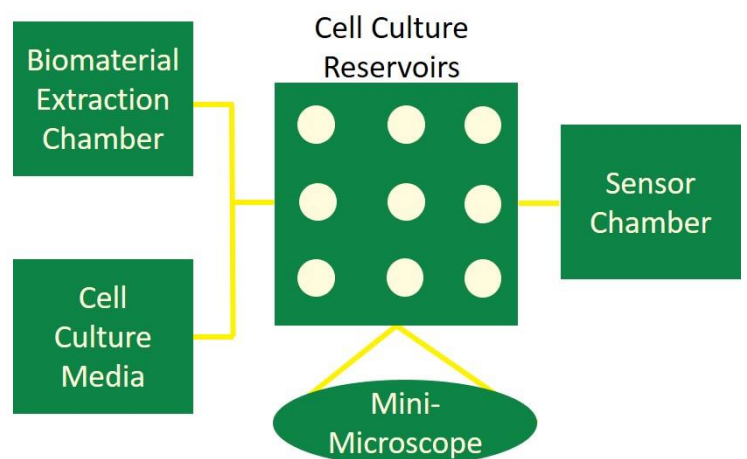 Biomaterial
Extraction
Chamber
Cell Culture
Reservoirs
Sensor
Chamber
Cell
Culture
Media
Mini-
Microscope